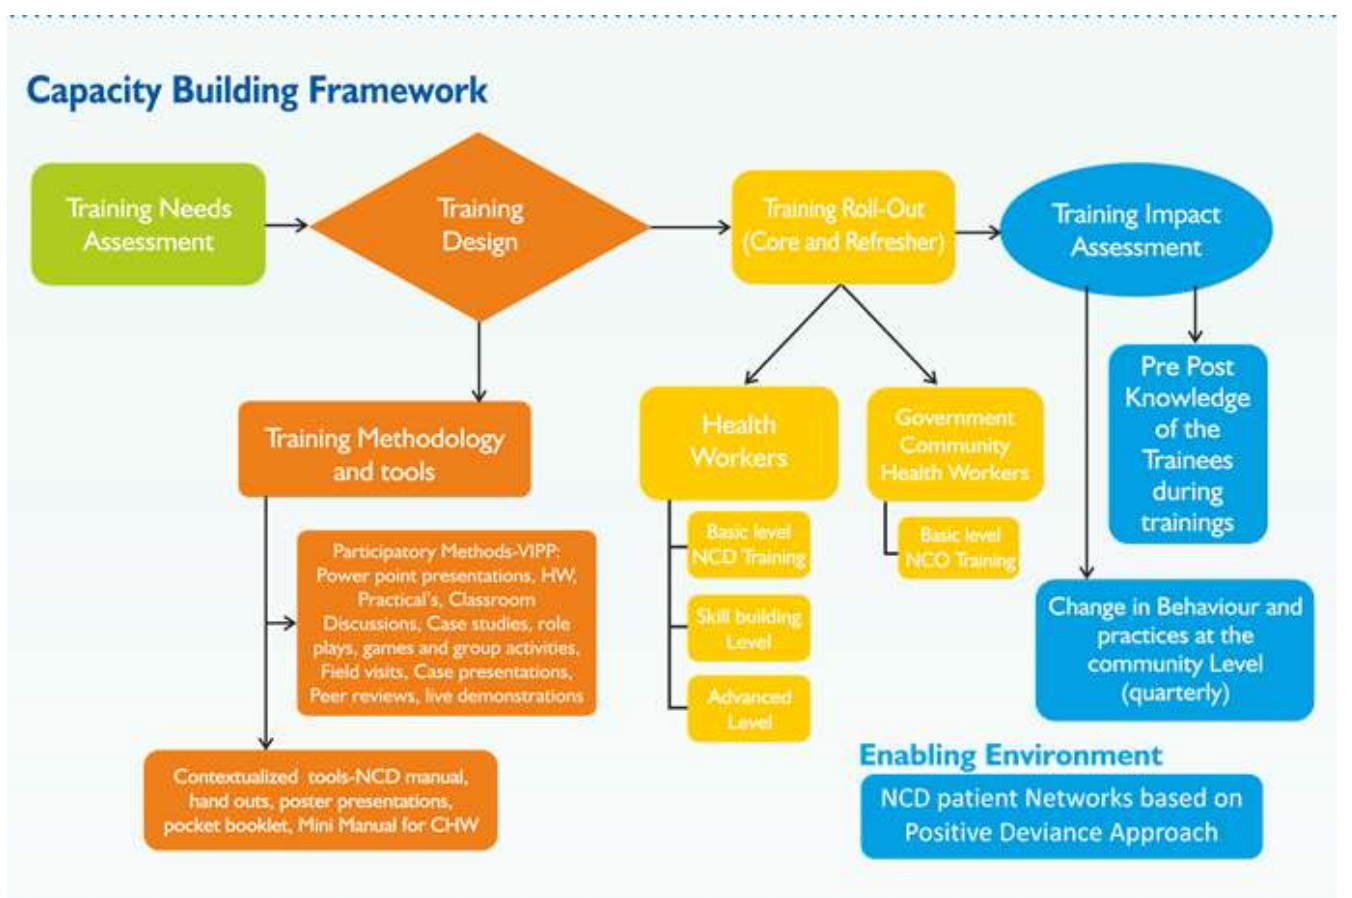 Capacity Building Framework
Training Needs
Assessment
Training
Design
Training Roll-Out
(Core and Refresher)
Training Impact
Assessment
Training Methodology
and tools
Participatory Methods-VIPP:
Power point presentations, HW,
Practical's, Classroom
Discussions, Case studies, role
plays, games and group activities,
Field visits, Case presentations,
Peer reviews, live demonstrations
Contextualized tools-NCD manual,
hand outs, poster presentations,
pocket booklet, Mini Manual for CHW
Health
Workers
Basic level
NCD Training
Skill building
Level
Advanced
Level
Government
Community
Health Workers
Basic level
NCO Training
Pre Post
Knowledge
of the
Trainees
during
trainings
Change in Behaviour and
practices at the
community Level
(quarterly)
Enabling Environment
NCD patient Networks based on
Positive Deviance Approach